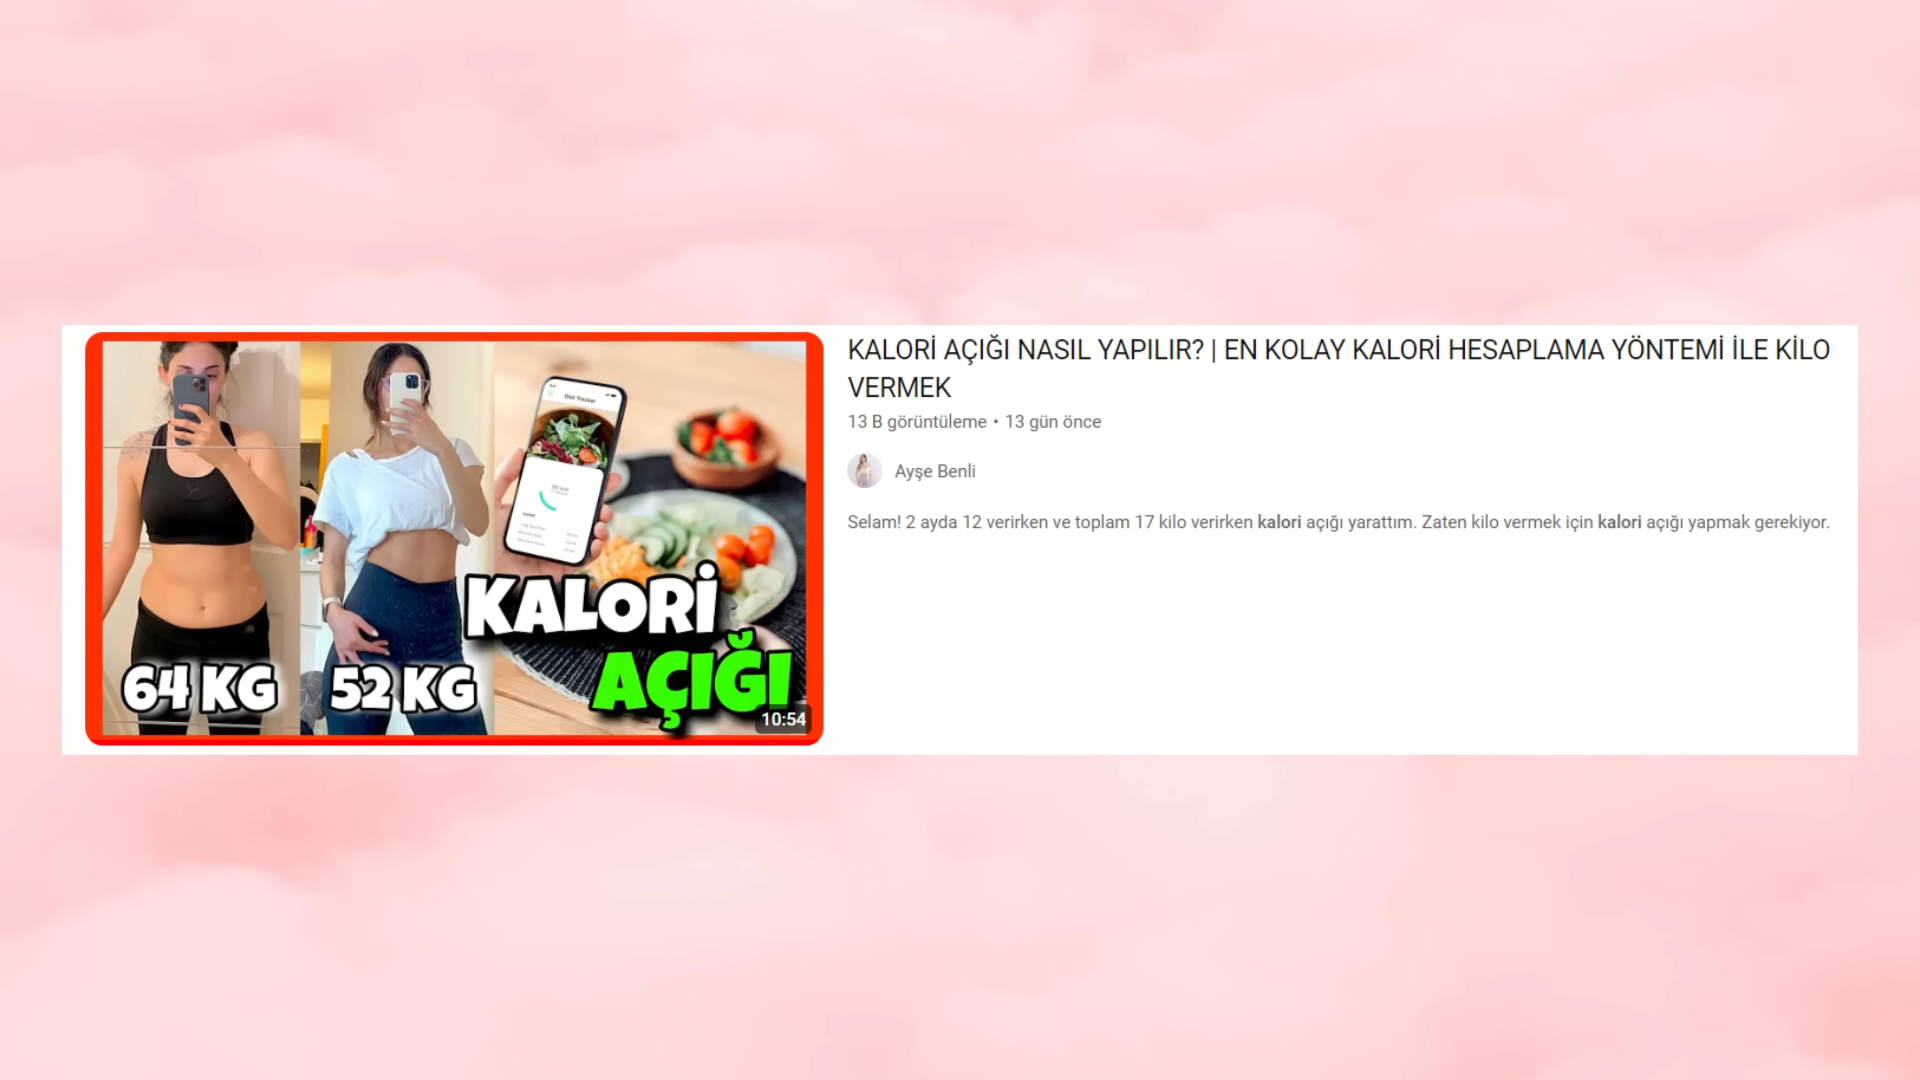 64 KG
52 KG
Diet Tracker
KALORİ
AÇIĞI
10:54
KALORİ AÇIĞI NASIL YAPILIR? | EN KOLAY KALORİ HESAPLAMA YÖNTEMİ İLE KİLO
VERMEK
13 B görüntüleme • 13 gün önce
Ayşe Benli
Selam! 2 ayda 12 verirken ve toplam 17 kilo verirken kalori açığı yarattım. Zaten kilo vermek için kalori açığı yapmak gerekiyor.